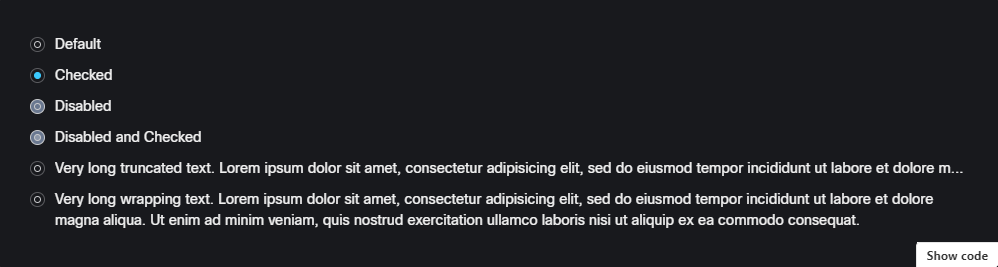 Default
Checked
Disabled
Disabled and Checked
Very long truncated text. Lorem ipsum dolor sit amet, consectetur adipisicing elit, sed do eiusmod tempor incididunt ut labore et dolore m...
Very long wrapping text. Lorem ipsum dolor sit amet, consectetur adipisicing elit, sed do eiusmod tempor incididunt ut labore et dolore
magna aliqua. Ut enim ad minim veniam, quis nostrud exercitation ullamco laboris nisi ut aliquip ex ea commodo consequat.
Show code